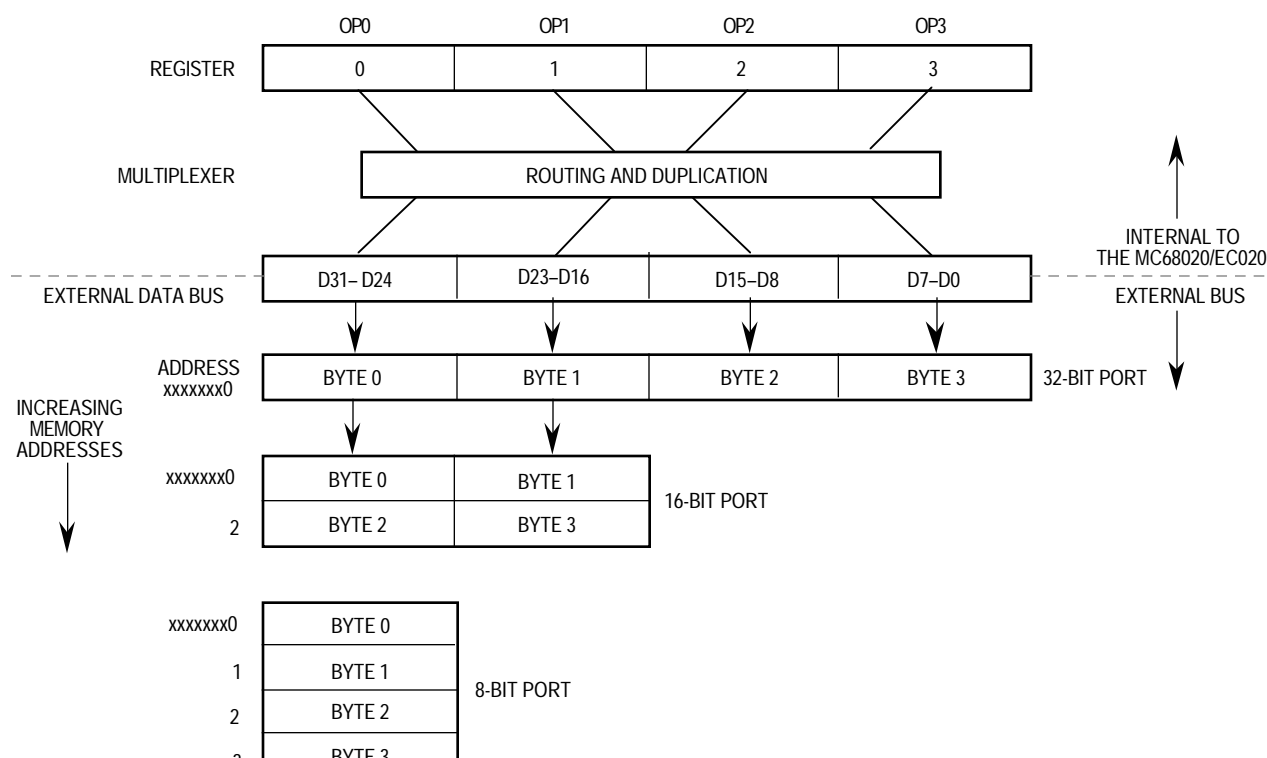 OP0 OP1 OP2 OP3
REGISTER 0 1 2 3
MULTIPLEXER ROUTING AND DUPLICATION
INTERNAL TO
THE MC68020/EC020
D31– D24 D23–D16 D15–D8 D7–D0
EXTERNAL DATA BUS EXTERNAL BUS
ADDRESS
xxxxxxx0 BYTE 0 BYTE 1 BYTE 2 BYTE 3 32-BIT PORT
INCREASING
MEMORY
ADDRESSES
xxxxxxx0 BYTE 0 BYTE 1
16-BIT PORT
2 BYTE 2 BYTE 3
xxxxxxx0 BYTE 0
1 BYTE 1
8-BIT PORT
2 BYTE 2
BYTE 3